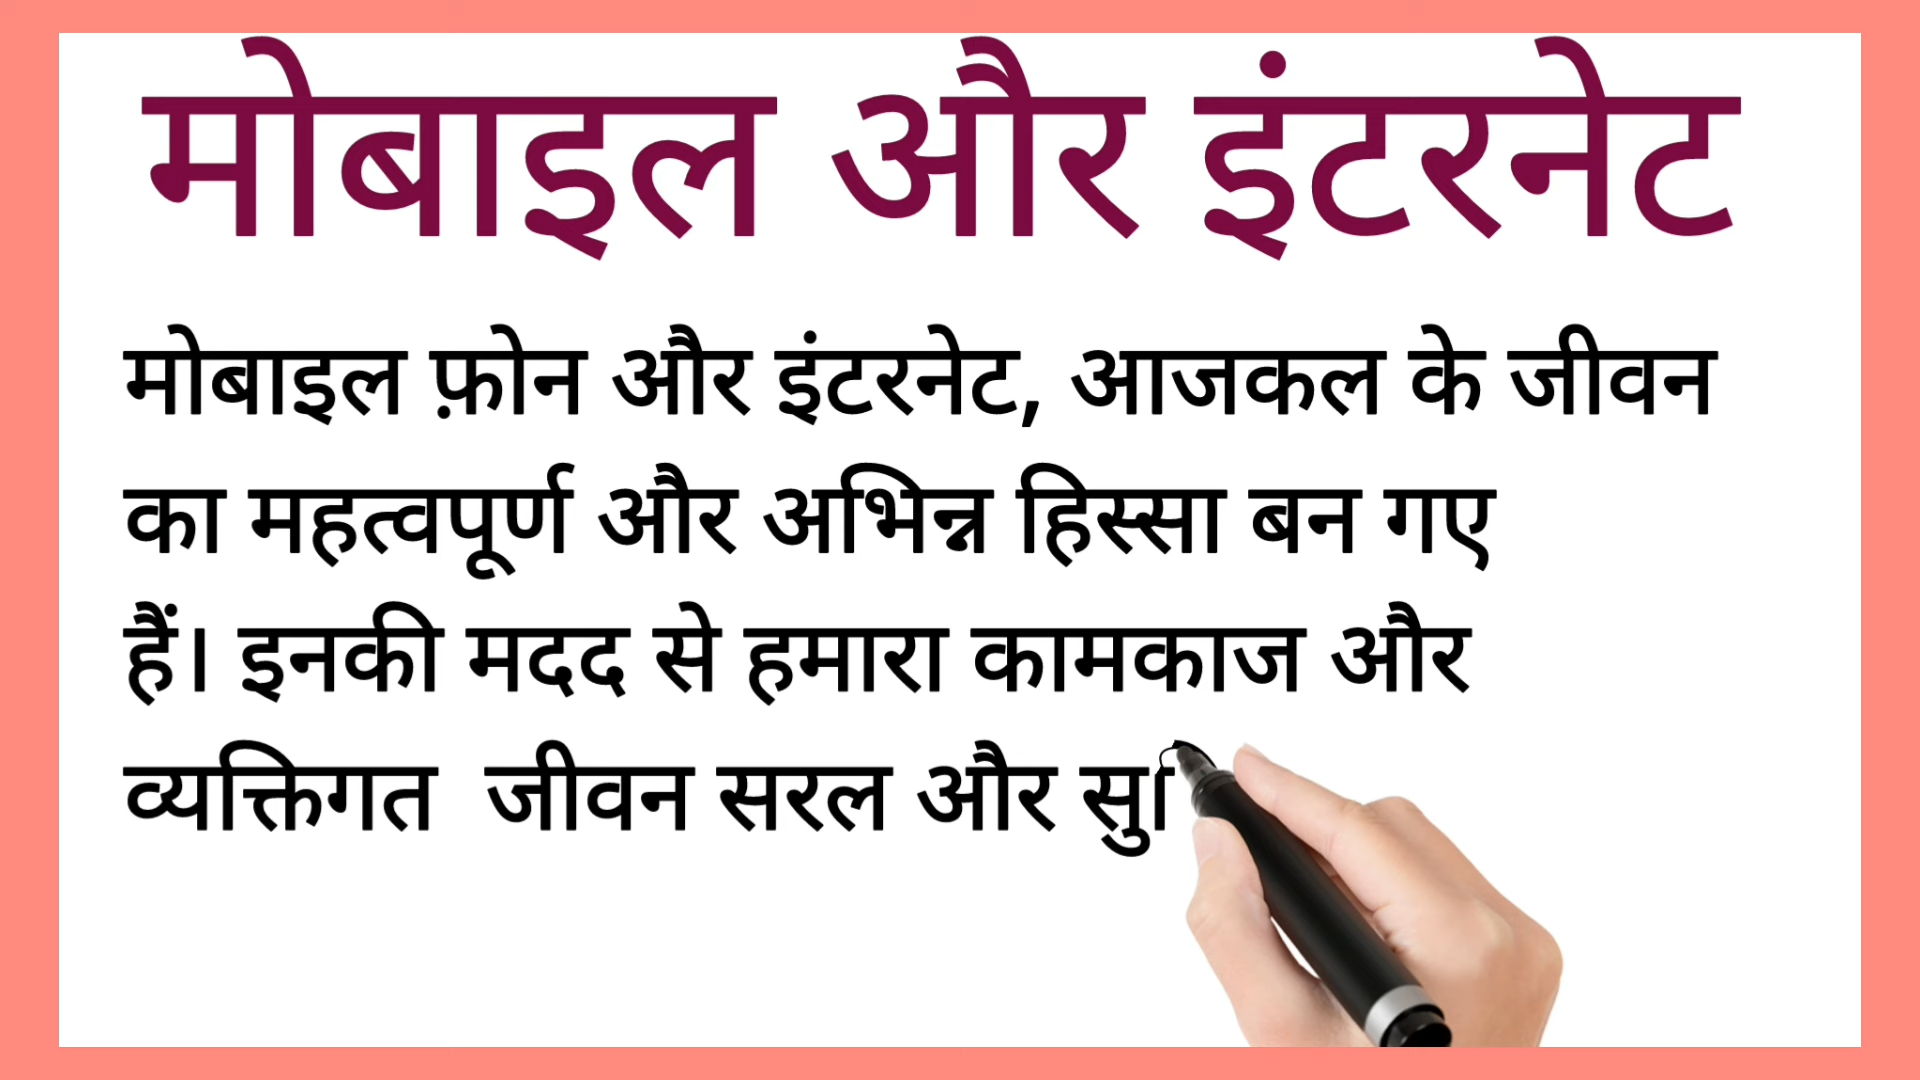 मोबाइल और इंटरनेट
मोबाइल फ़ोन और इंटरनेट, आजकल के जीवन
का महत्वपूर्ण और अभिन्न हिस्सा बन गए
हैं। इनकी मदद से हमारा कामकाज और
व्यक्तिगत जीवन सरल और